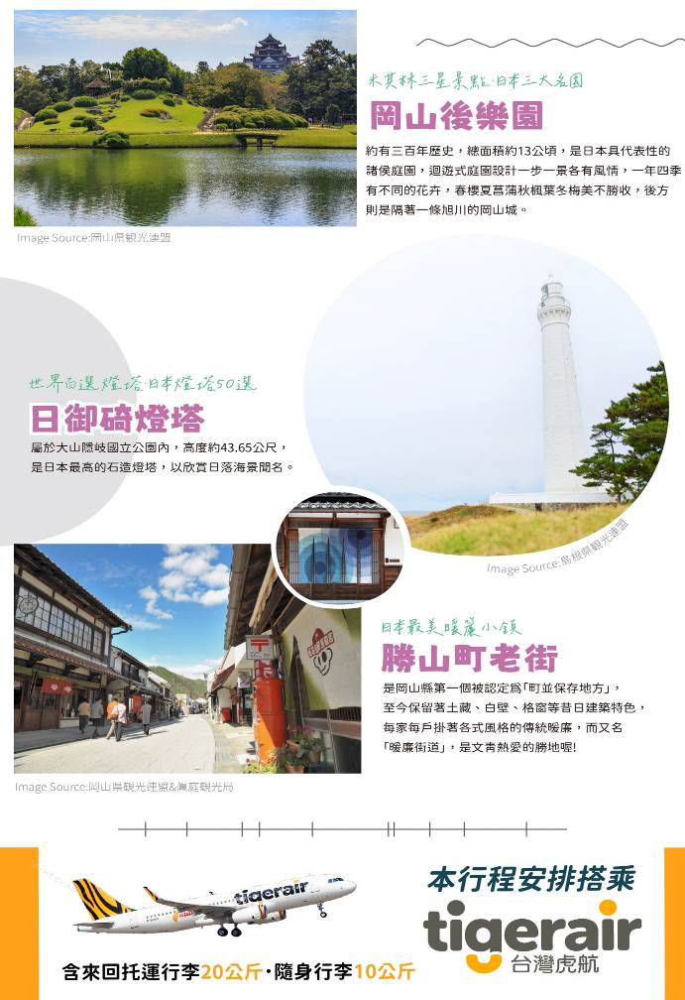 米其林三星景點·日本三大名園
岡山後樂園
約有三百年歷史，總面積約13公頃，是日本具代表性的
諸侯庭園，迴遊式庭園設計一步一景各有風情，一年四季
有不同的花卉，春櫻夏菖蒲秋楓葉冬梅美不勝收，後方
則是隔著一條旭川的岡山城。
Image Source:岡山県観光連盟
世界百選燈塔·日本燈塔50選
日御碕燈塔
屬於大山隱岐國立公園內，高度約43.65公尺，
是日本最高的石造燈塔，以欣賞日落海景聞名。
Image Source:島根県観光連盟
日本最美暖簾小鎮
勝山町老街
是岡山縣第一個被認定為「町並保存地方」，
至今保留著土藏、白壁、格窗等昔日建築特色，
每家每戶掛著各式風格的傳統暖廉，而又名
「暖廉街道」，是文青熱愛的勝地喔!
Image Source:岡山県観光連盟&真庭観光局
本行程安排搭乘
tigerair
台灣虎航
tigerair
含來回托運行李20公斤·隨身行李10公斤